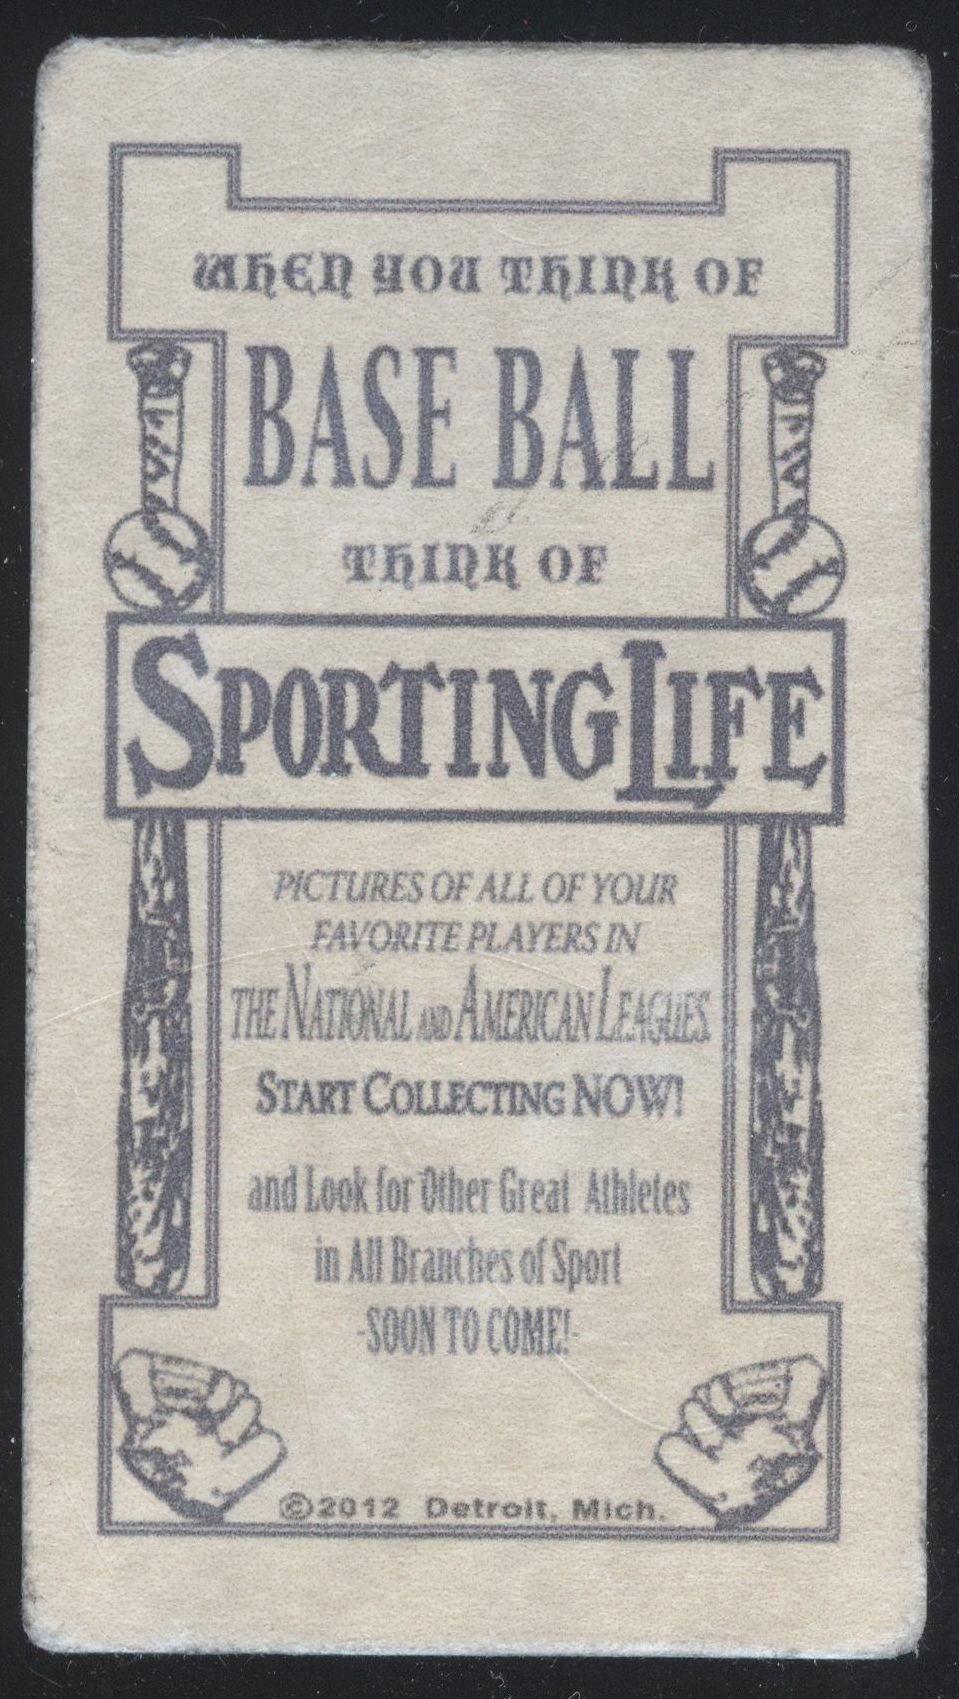 WHEN YOU THINK OF
BASE BALL
THINK OF
SPORTING LIFE
PICTURES OF ALL OF YOUR
FAVORITE PLAYERS IN
THE NATIONAL AND AMERICAN LEAGUES
START COLLECTING NOW!
and Look for Other Great Athletes
in All Branches of Sport
-SOON TO COME!-
©2012 Detroit, Mich.